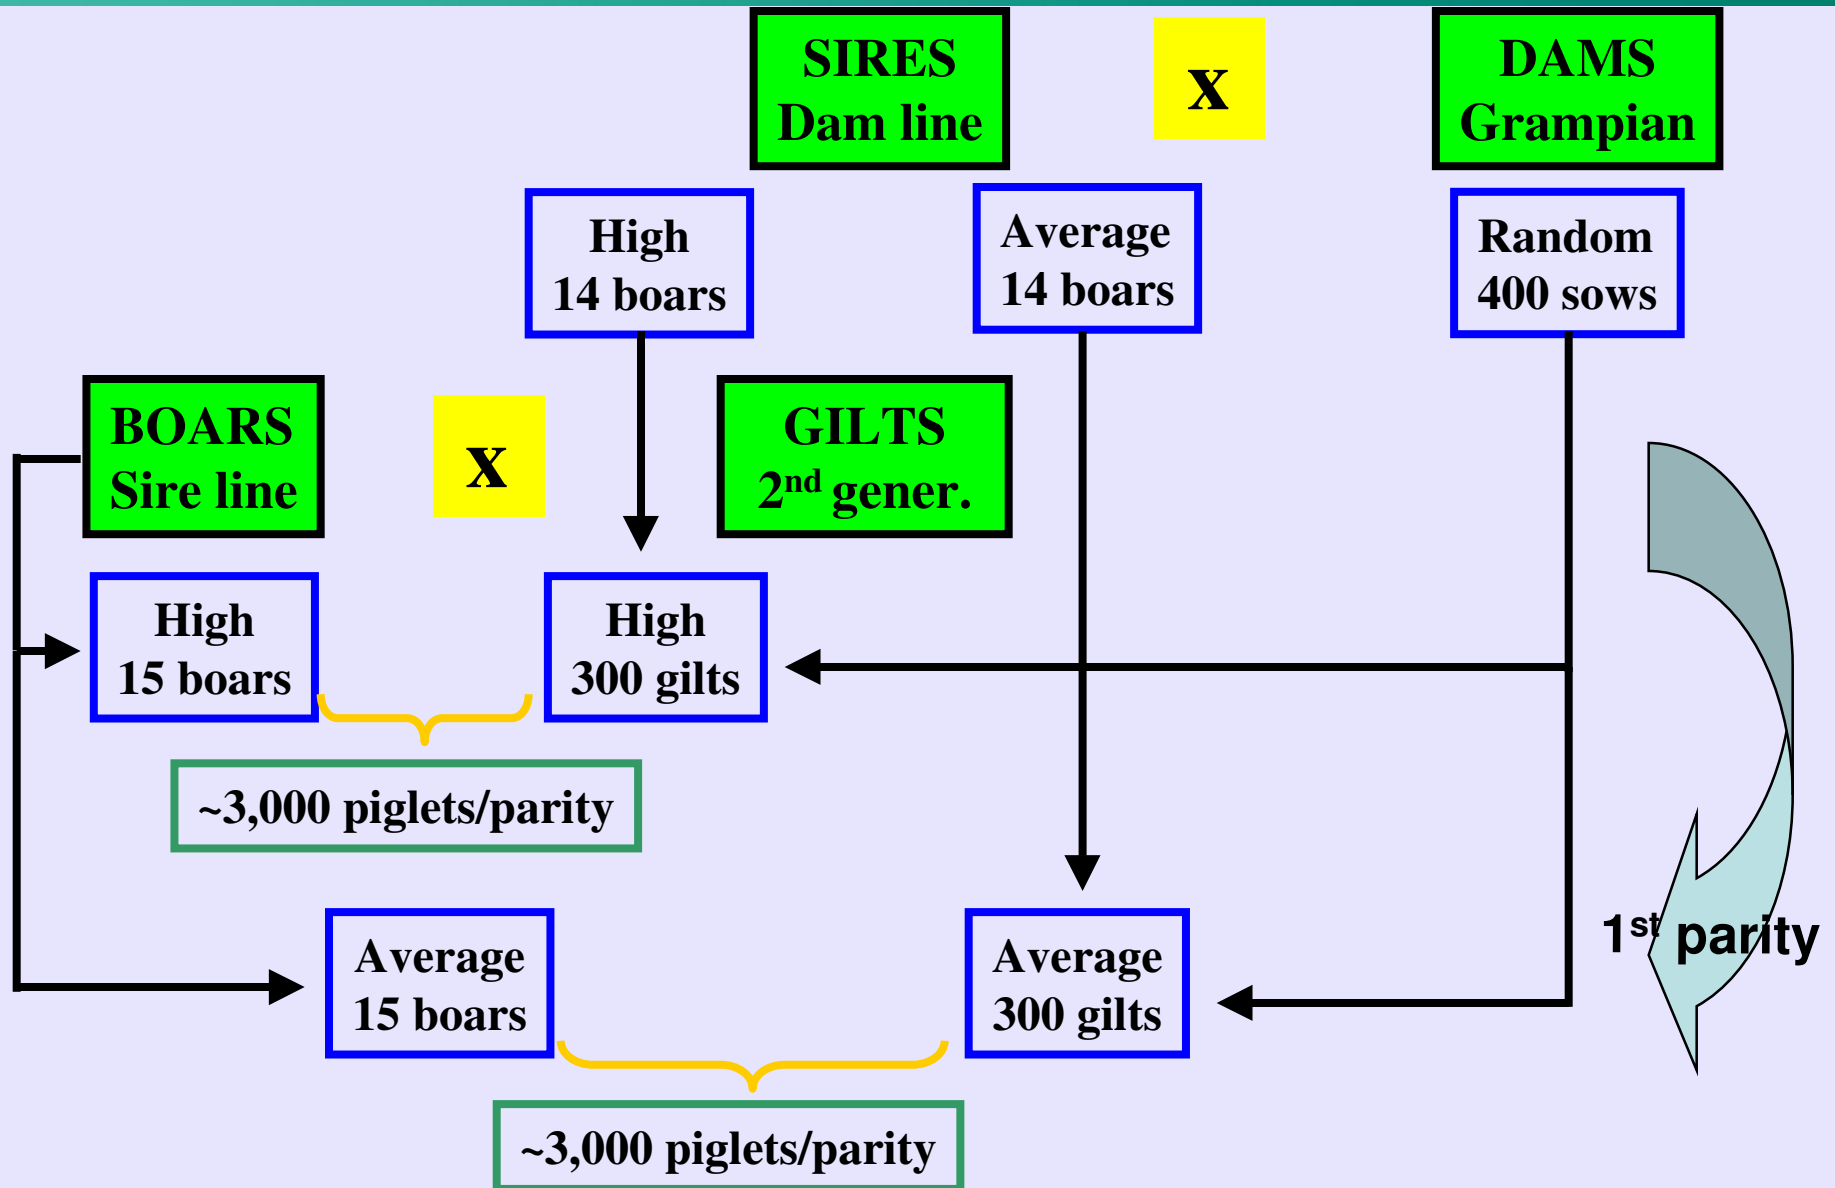 SIRES
Dam line
x
DAMS
Grampian
High
14 boars
Average
14 boars
Random
400 sows
BOARS
Sire line
x
GILTS
2nd gener.
High
15 boars
High
300 gilts
~3,000 piglets/parity
1st parity
Average
15 boars
Average
300 gilts
~3,000 piglets/parity